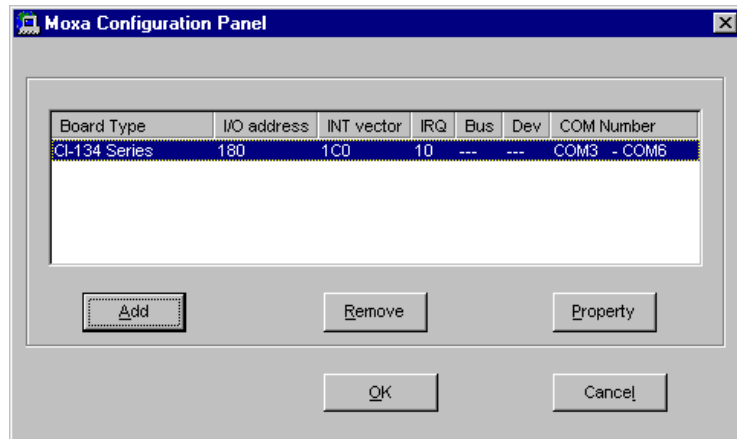 Moxa Configuration Panel
Board Type I/O address INT vector IRQ Bus Dev COM Number
CI-134 Series 180 1C0 10 --- --- COM3 - COM6
Add Remove Property
OK Cancel